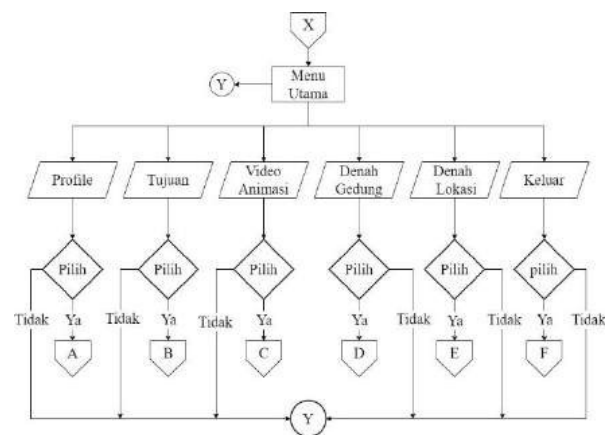 X
Menu
Utama
Y
Profile
Tujuan
Video
Animasi
Denah
Gedung
Denah
Lokasi
Keluar
Pilih
Pilih
Pilih
Pilih
Pilih
pilih
Tidak
Ya
Tidak
Ya
Tidak
Ya
Ya
Tidak
Ya
Tidak
Ya
Tidak
A
B
C
D
E
F
Y